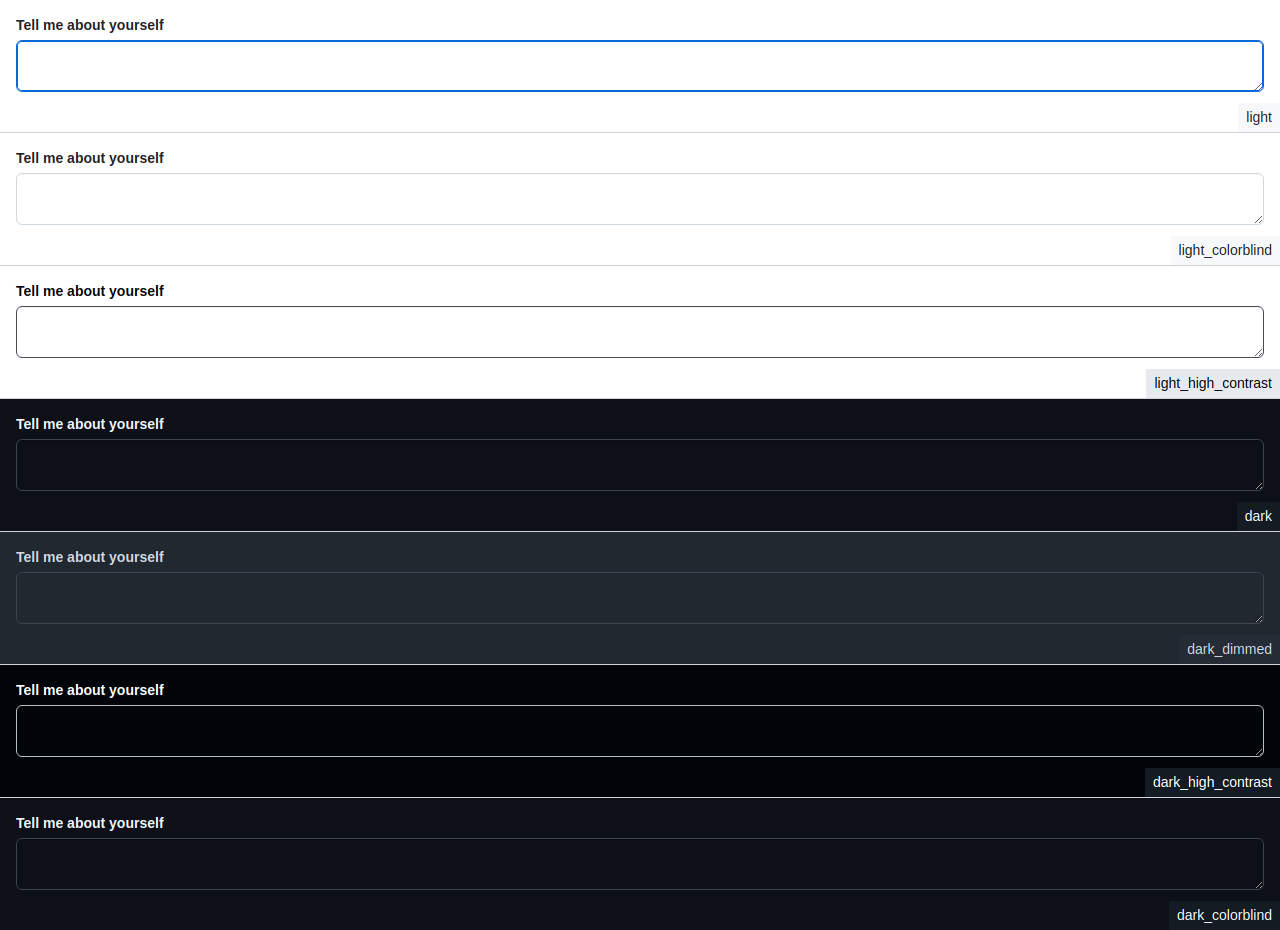 Tell me about yourself
light
Tell me about yourself
light_colorblind
Tell me about yourself
light_high_contrast
Tell me about yourself
dark
Tell me about yourself
dark_dimmed
Tell me about yourself
dark_high_contrast
Tell me about yourself
dark_colorblind